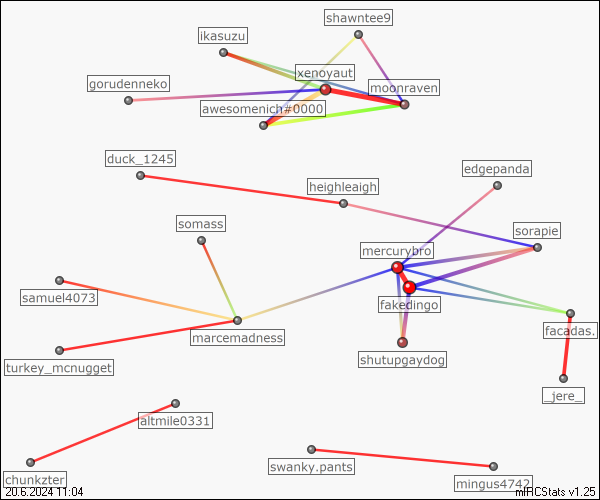 shawntee9
ikasuzu
xenoyaut
gorudenneko
moonraven
awesomenich#0000
duck_1245
edgepanda
heighleaigh
somass
sorapie
mercurybro
samuel4073
fakedingo
marcemadness
facadas.
turkey_mcnugget
shutupgaydog
_jere_
altmile0331
swanky.pants
chunkzter
mingus4742
20.6.2024 11:04
mIRCStats v1.25